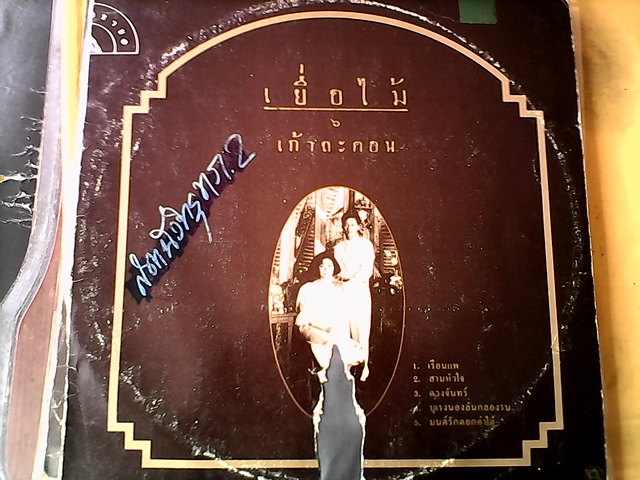 เยื่อไม้
๖
เก้าถะคอน
1. เรือนแพ
2. สามหัวใจ
3. ดวงจันทร์
4. บุเรงนองลั่นกลองรบ
5. มนต์รักดอกคำใต้